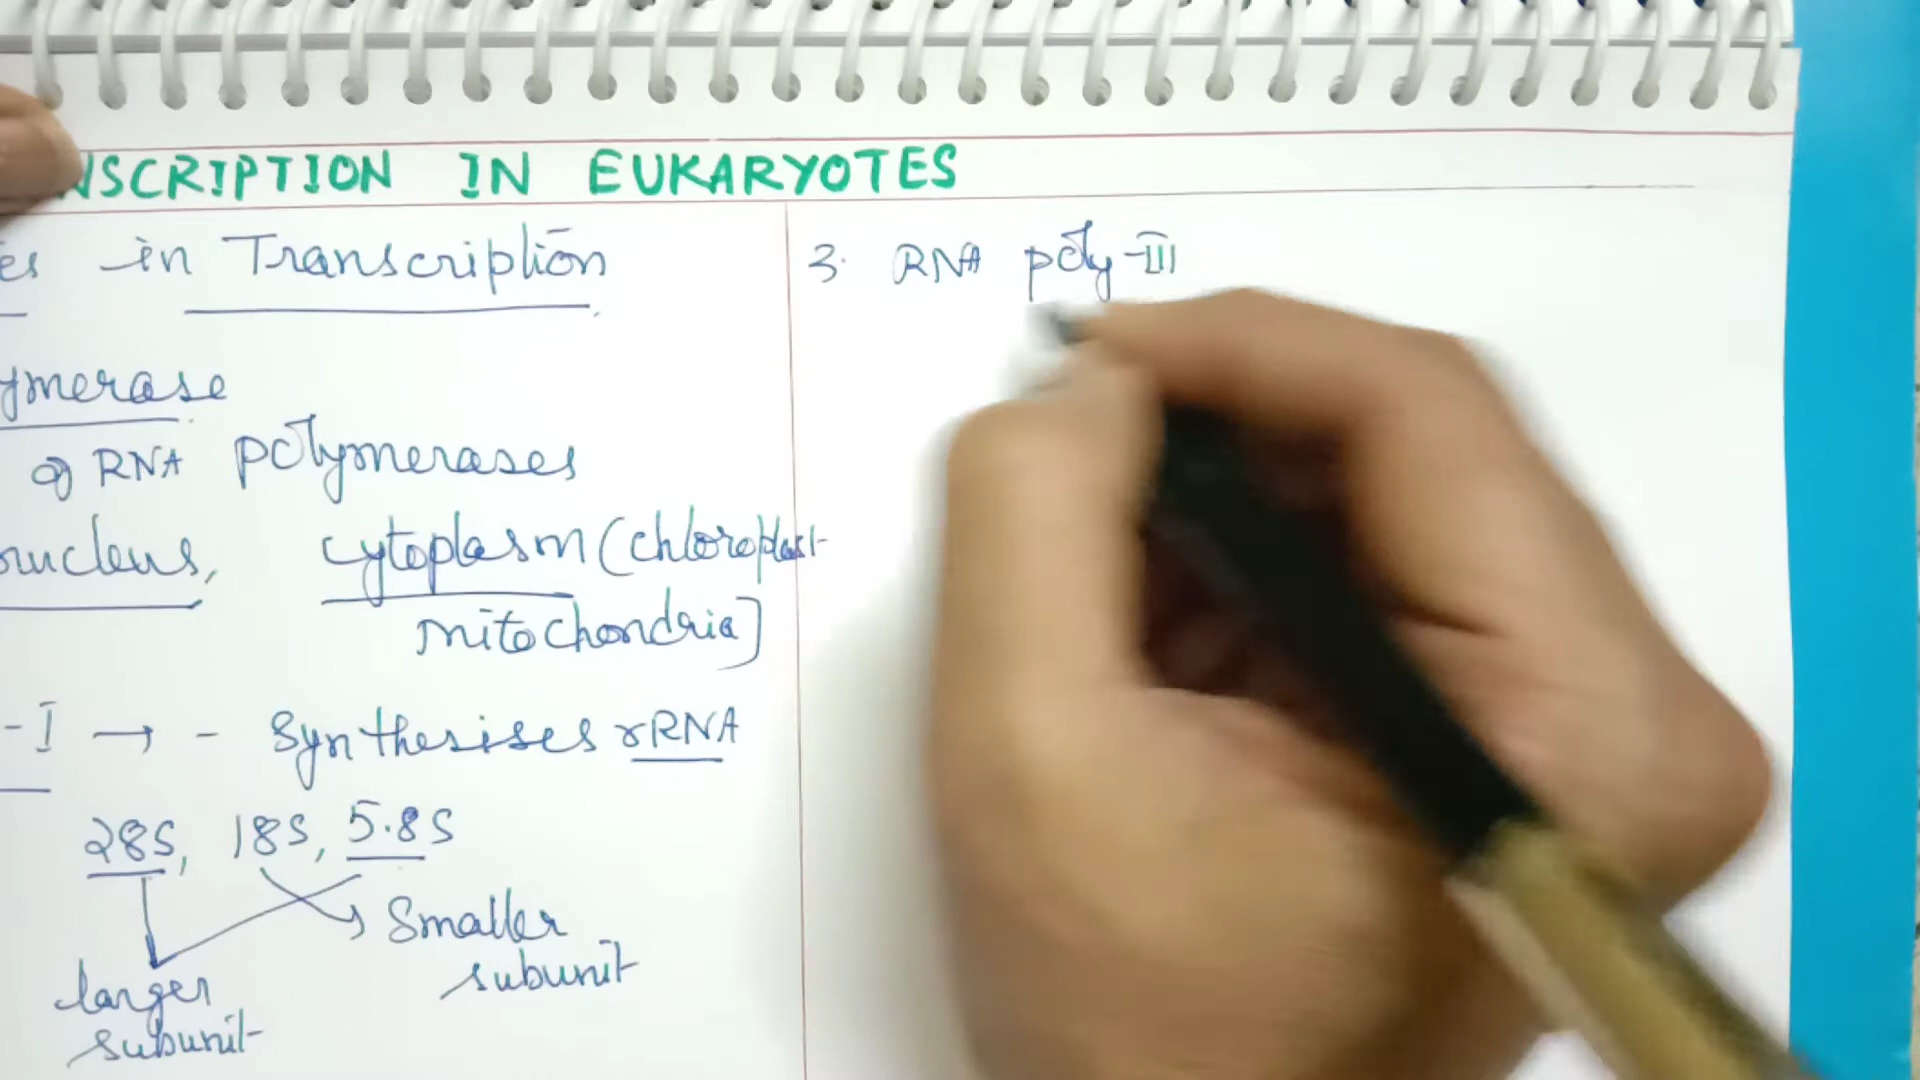 NSCRIPTION IN EUKARYOTES
es in Transcription
ymerase
of RNA polymerases
nucleus, cytoplasm (chloroplast
mitochondria]
-I → - Synthesises rRNA
28S, 18S, 5.8S
Smaller
subunit
larger
subunit
3. RNA poly-III